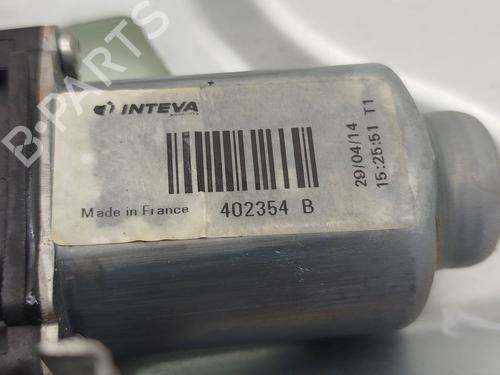 INTEVA
Made in France
402354 B
29/04/14
15:25:51 T1
B-PARTS